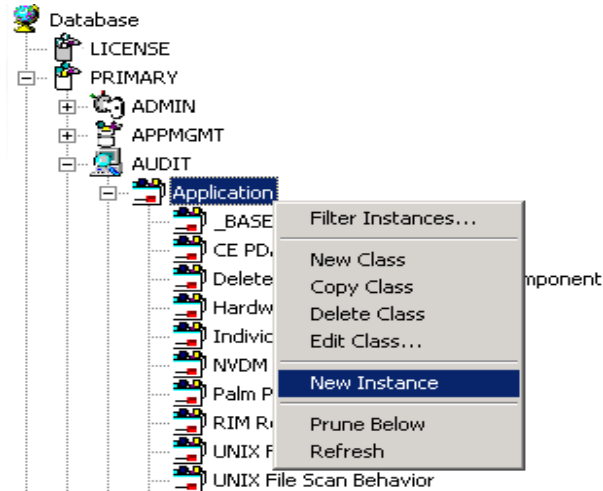 Database
LICENSE
PRIMARY
ADMIN
APPMGMT
AUDIT
Application
_BASE
CE
Delete
mponent
NVDM
Palm
RIM
UNIX
UNIX File Scan Behavior
Filter Instances...
New Class
Copy Class
Delete Class
Edit Class...
New Instance
Prune Below
Refresh